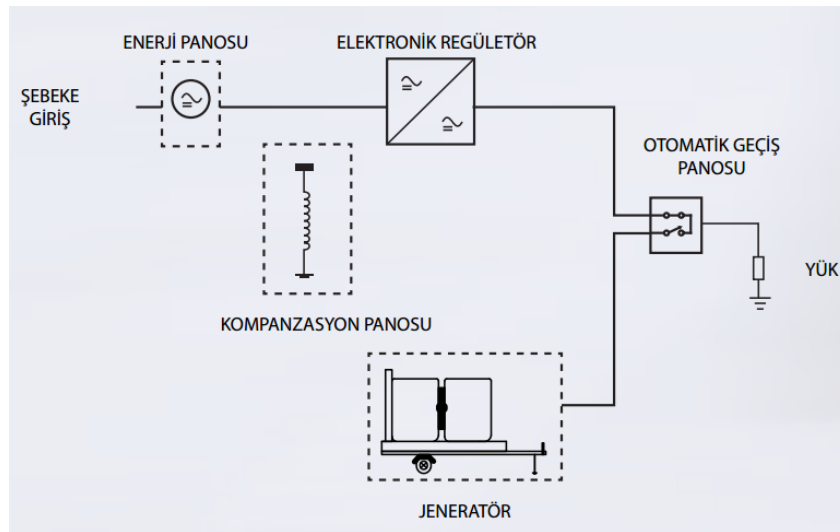 ENERJİ PANOSU
ELEKTRONİK REGÜLETÖR
ŞEBEKE
GİRİŞ
OTOMATİK GEÇİŞ
PANOSU
YÜK
KOMPANZASYON PANOSU
JENERATÖR